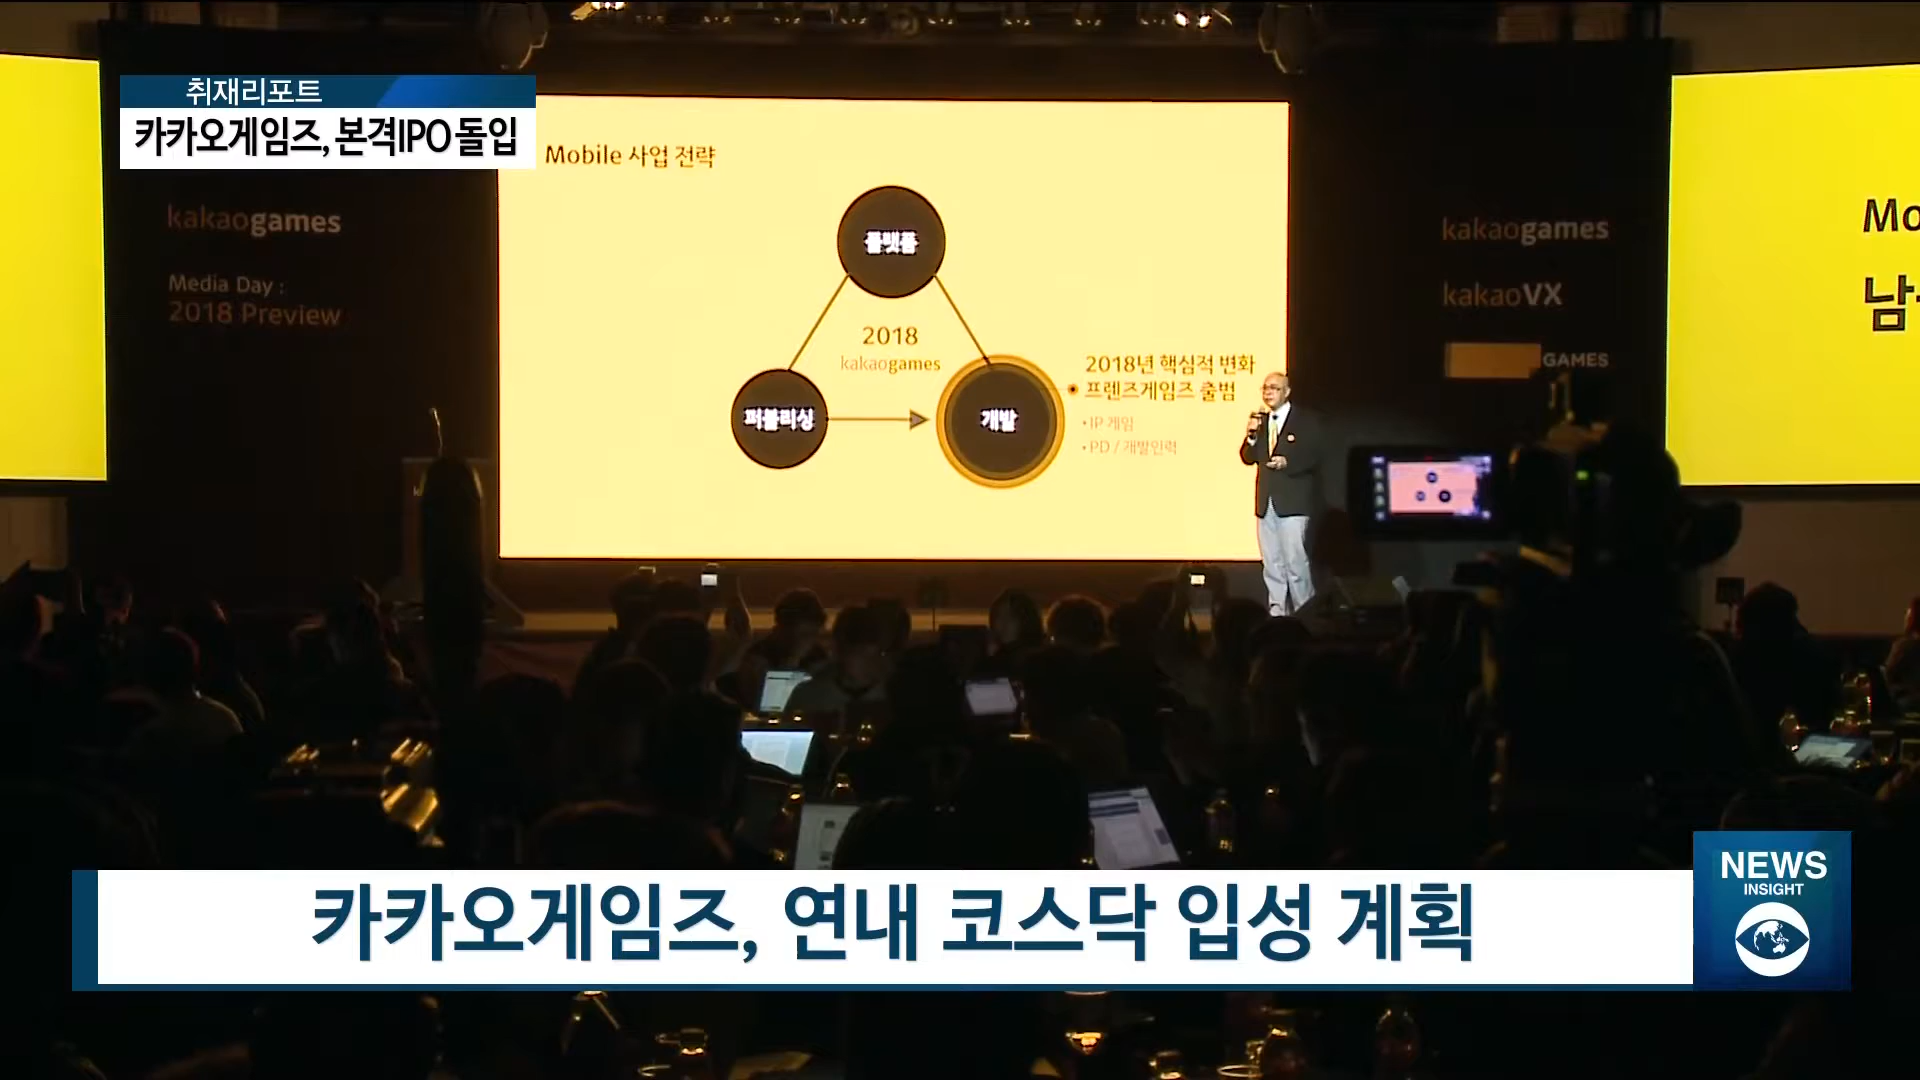 취재리포트
카카오게임즈, 본격IPO 돌입
kakaogames
Media Day :
2018 Preview
Mobile 사업 전략
플랫폼
2018
kakaogames
퍼블리싱
개발
2018년 핵심적 변화
프렌즈게임즈 출범
• IP 게임
• PD / 개발인력
kakaogames
kakaoVX
GAMES
카카오게임즈, 연내 코스닥 입성 계획
NEWS
INSIGHT